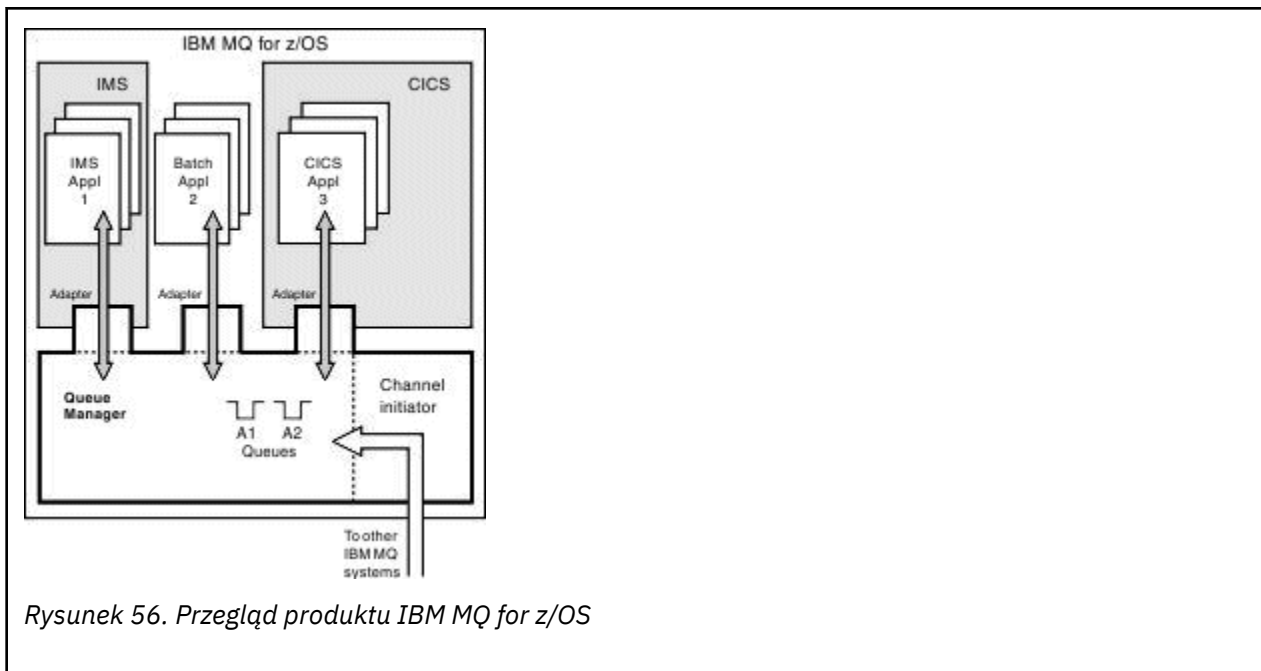 IBM MQ for z/OS
IMS
CICS
IMS
Appl
1
Batch
Appl
2
CICS
Appl
3
Adapter
Adapter
Adapter
Queue
Manager
A1
A2
Queues
Channel
initiator
To other
IBM MQ
systems
Rysunek 56. Przegląd produktu IBM MQ for z/OS